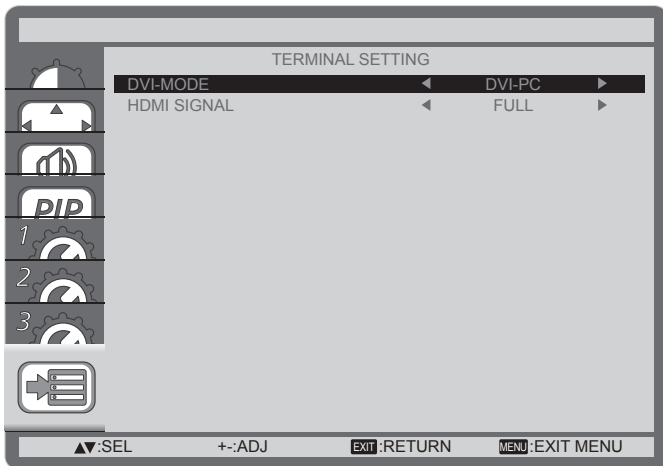 TERMINAL SETTING
DVI-MODE ◀ DVI-PC ▶
HDMI SIGNAL ◀ FULL ▶
PIP
1
2
3
▲▼:SEL +-:ADJ EXIT:RETURN MENU:EXIT MENU